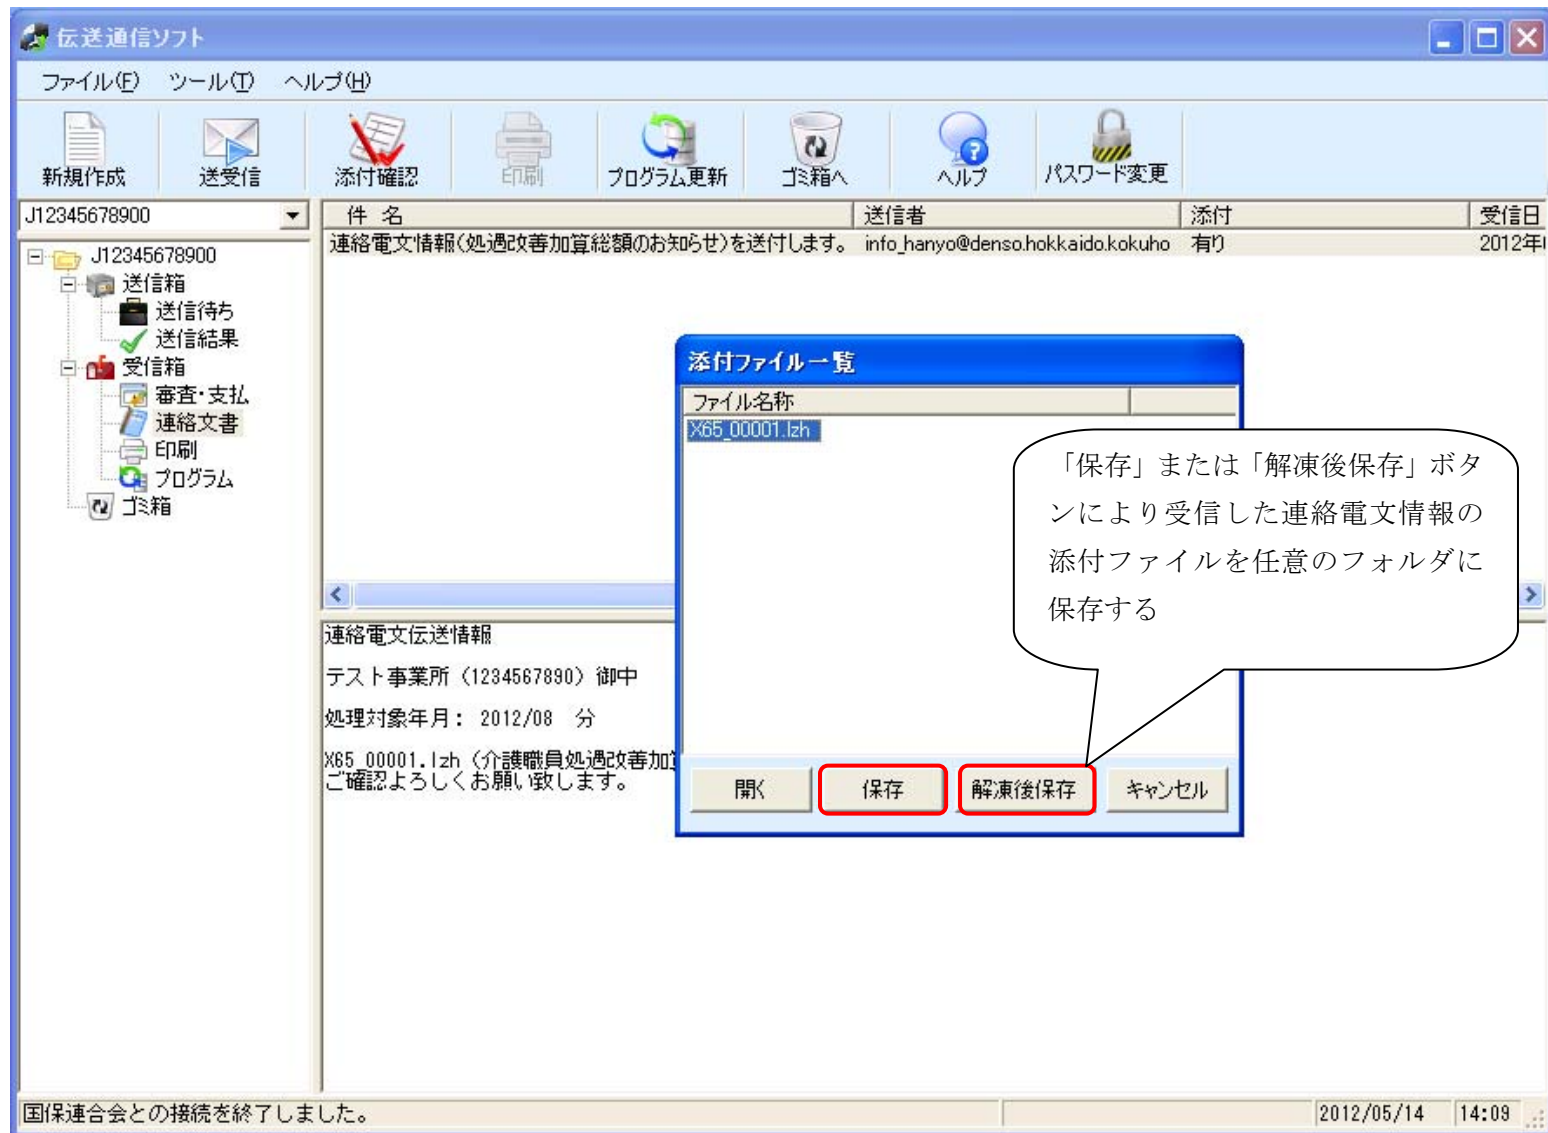 伝送通信ソフト
ファイル(F) ツール(T) ヘルプ(H)
新規作成 送受信 添付確認 印刷 プログラム更新 ゴミ箱へ ヘルプ パスワード変更
J12345678900
件 名 送信者 添付 受信日
連絡電文情報(処遇改善加算総額のお知らせ)を送付します。 info_hanyo@denso.hokkaido.kokuho 有り 2012年
J12345678900
送信箱
送信待ち
送信結果
受信箱
審査・支払
連絡文書
印刷
プログラム
ゴミ箱
添付ファイル一覧
ファイル名称
X65_00001.lzh
「保存」または「解凍後保存」ボタ
ンにより受信した連絡電文情報の
添付ファイルを任意のフォルダに
保存する
開く 保存 解凍後保存 キャンセル
連絡電文伝送情報
テスト事業所（1234567890）御中
処理対象年月： 2012/08 分
X65_00001.lzh（介護職員処遇改善加
ご確認よろしくお願い致します。
国保連合会との接続を終了しました。
2012/05/14 14:09